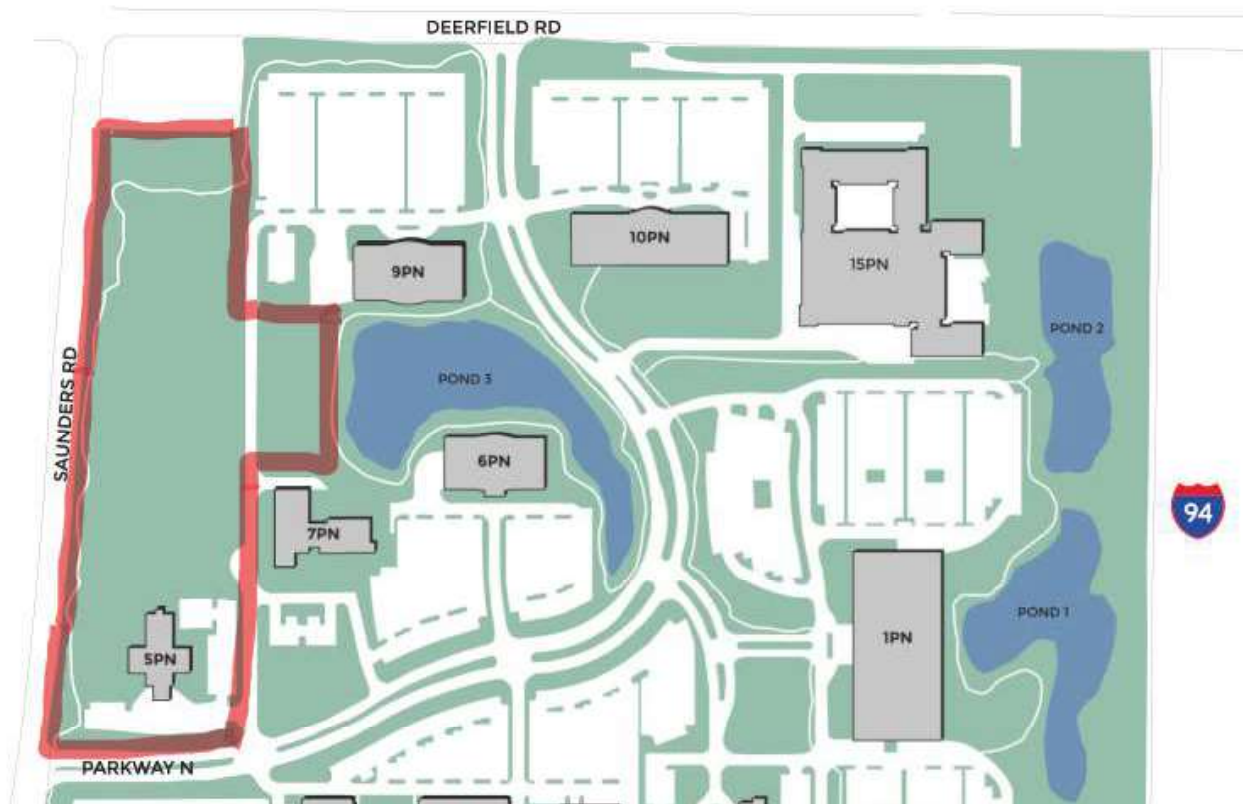 DEERFIELD RD
10PN
9PN
15PN
POND 2
SAUNDERS RD
POND 3
6PN
94
7PN
POND 1
1PN
5PN
PARKWAY N